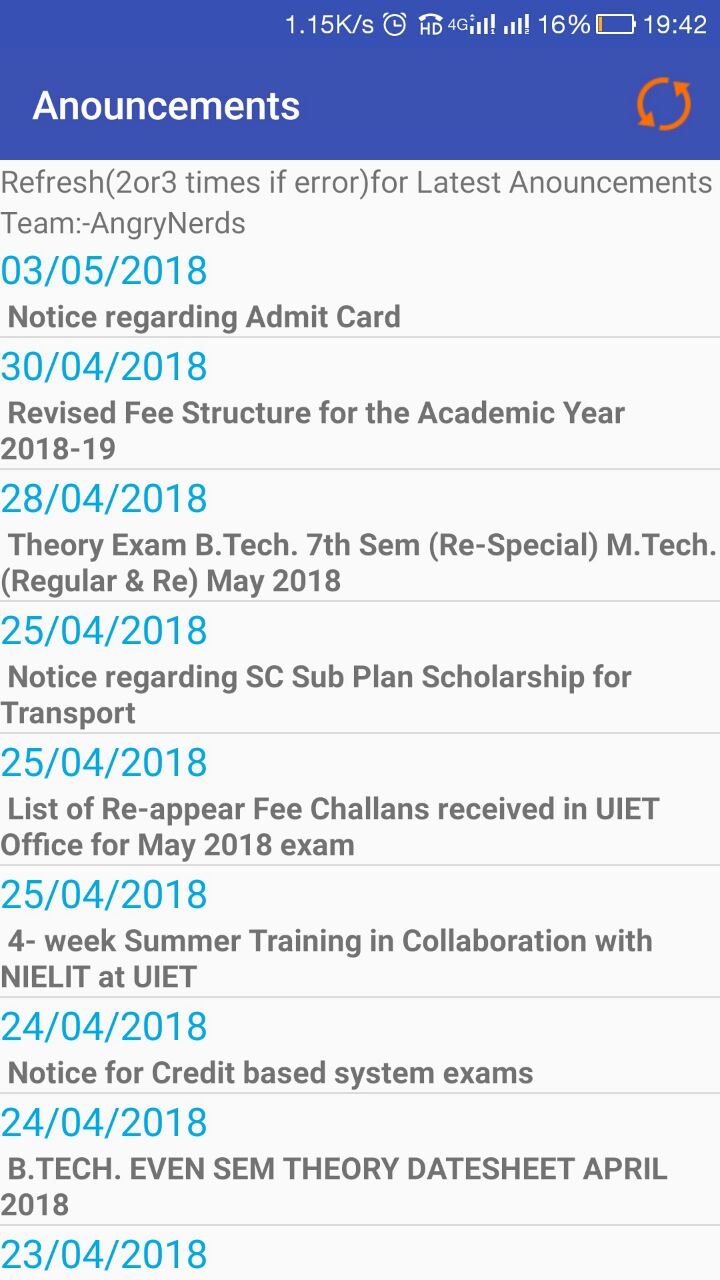 1.15K/s HD 4G 16% 19:42
Anouncements
Refresh(2or3 times if error)for Latest Anouncements
Team:-AngryNerds
03/05/2018
Notice regarding Admit Card
30/04/2018
Revised Fee Structure for the Academic Year
2018-19
28/04/2018
Theory Exam B.Tech. 7th Sem (Re-Special) M.Tech.
(Regular & Re) May 2018
25/04/2018
Notice regarding SC Sub Plan Scholarship for
Transport
25/04/2018
List of Re-appear Fee Challans received in UIET
Office for May 2018 exam
25/04/2018
4- week Summer Training in Collaboration with
NIELIT at UIET
24/04/2018
Notice for Credit based system exams
24/04/2018
B.TECH. EVEN SEM THEORY DATESHEET APRIL
2018
23/04/2018